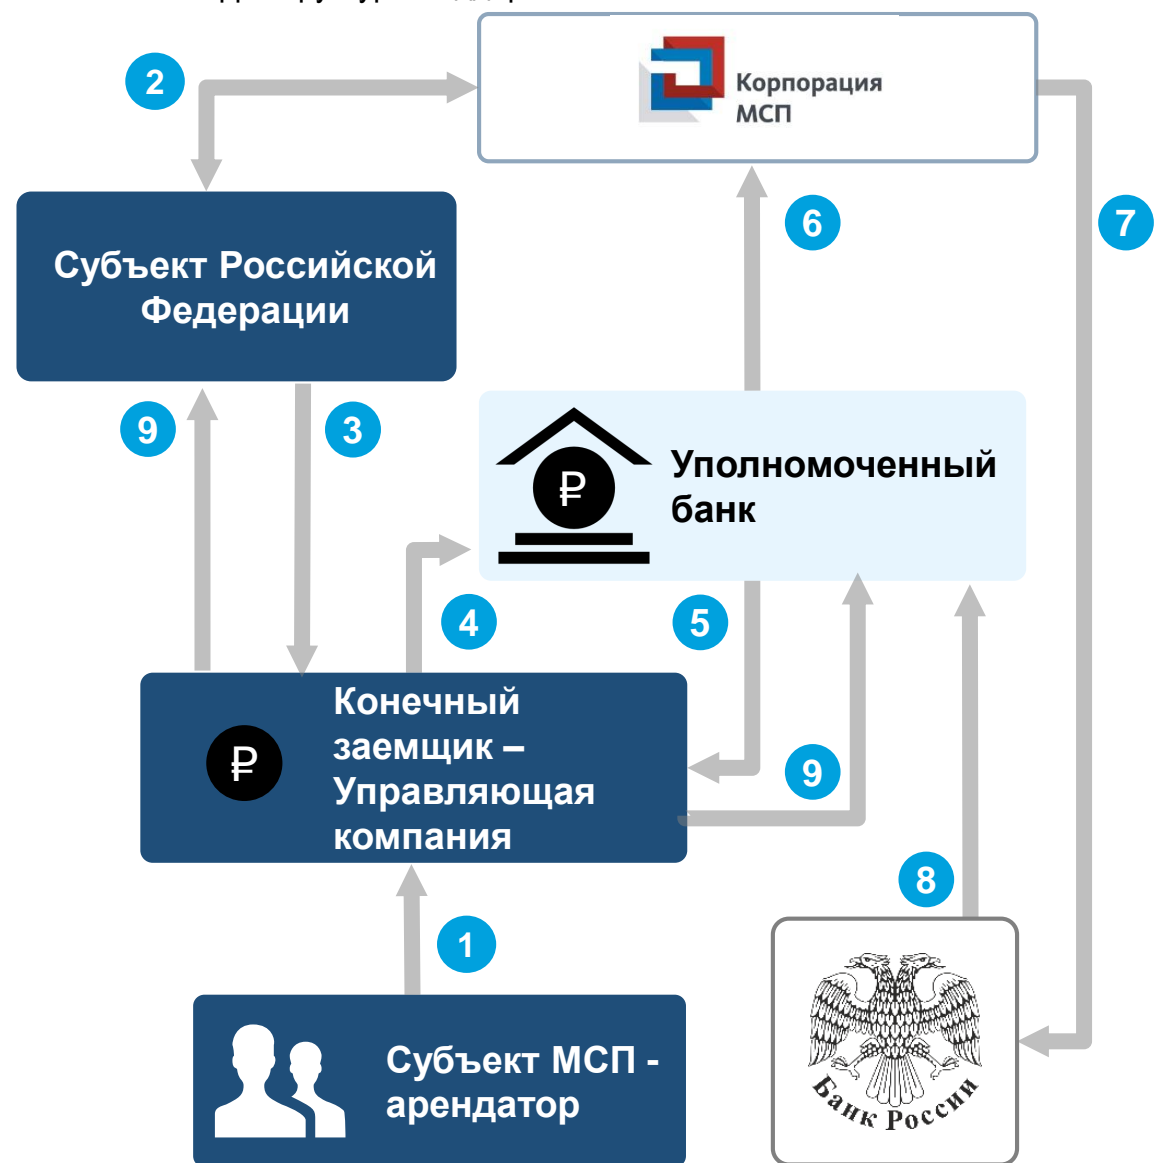 Корпорация
МСП
2
6
7
Субъект Российской
Федерации
9
3
₽
Уполномоченный
банк
4
5
₽
Конечный
заемщик –
Управляющая
компания
9
8
1
Субъект МСП -
арендатор
Банк России